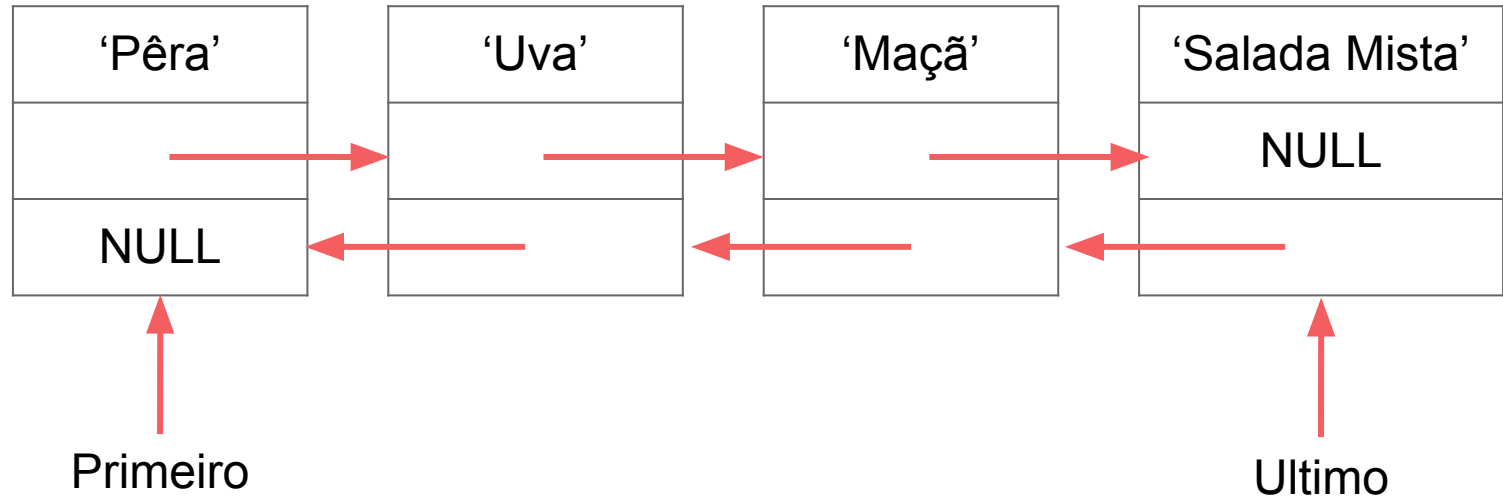 ‘Pêra’ ‘Uva’ ‘Maçã’ ‘Salada Mista’
NULL
NULL
Primeiro
Ultimo